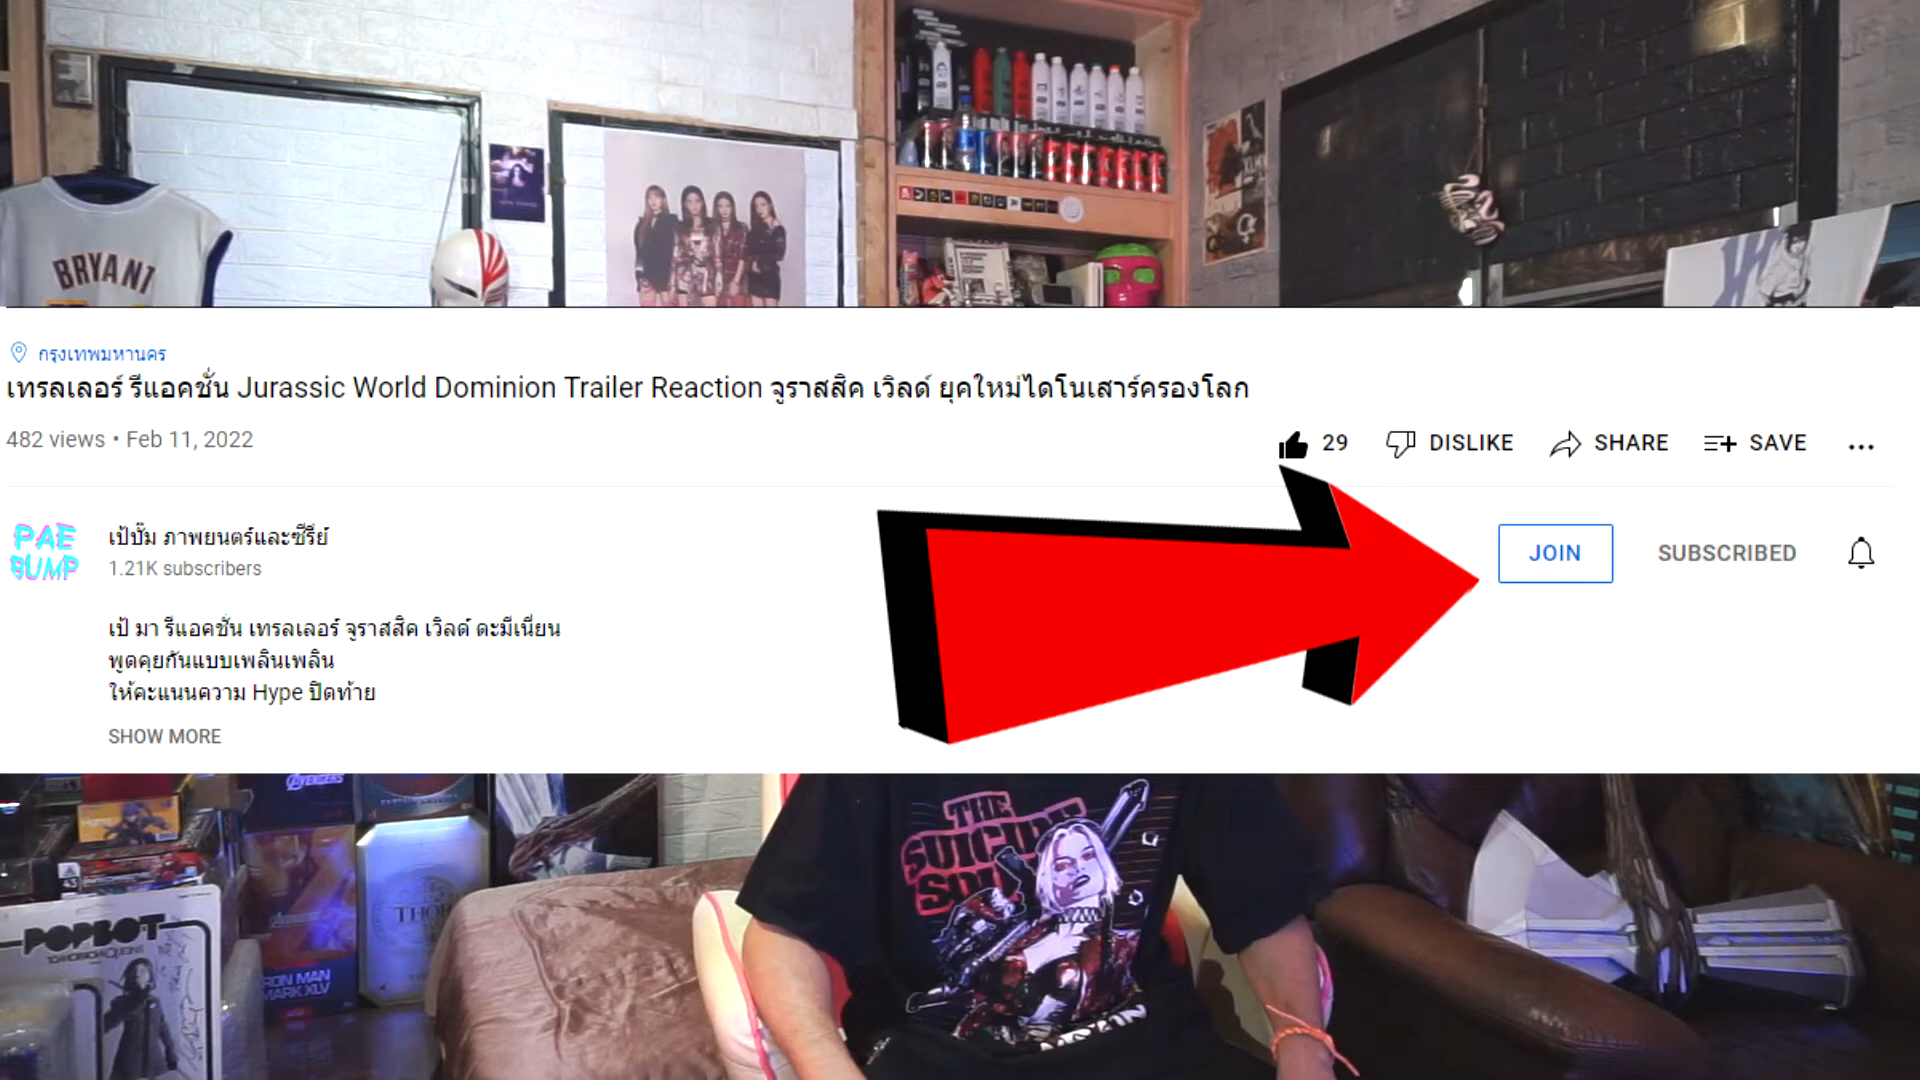 BRYANT
กรุงเทพมหานคร
เทรลเลอร์ รีแอคชั่น Jurassic World Dominion Trailer Reaction จูราสสิค เวิลด์ ยุคใหม่ไดโนเสาร์ครองโลก
482 views • Feb 11, 2022
29 DISLIKE SHARE SAVE ...
PAE
BUMP
เป้บั๊ม ภาพยนตร์และซีรีย์
1.21K subscribers
JOIN SUBSCRIBED
เป้ มา รีแอคชั่น เทรลเลอร์ จูราสสิค เวิลด์ ดะมีเนี่ยน
พูดคุยกันแบบเพลินเพลิน
ให้คะแนนความ Hype ปิดท้าย
SHOW MORE
AVENGERS
THE
SUICIDE
POPBOT
IRON MAN
MARK XLV